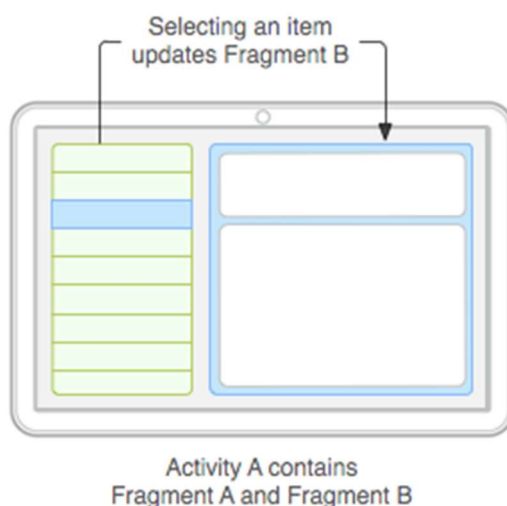 Selecting an item
updates Fragment B
Activity A contains
Fragment A and Fragment B